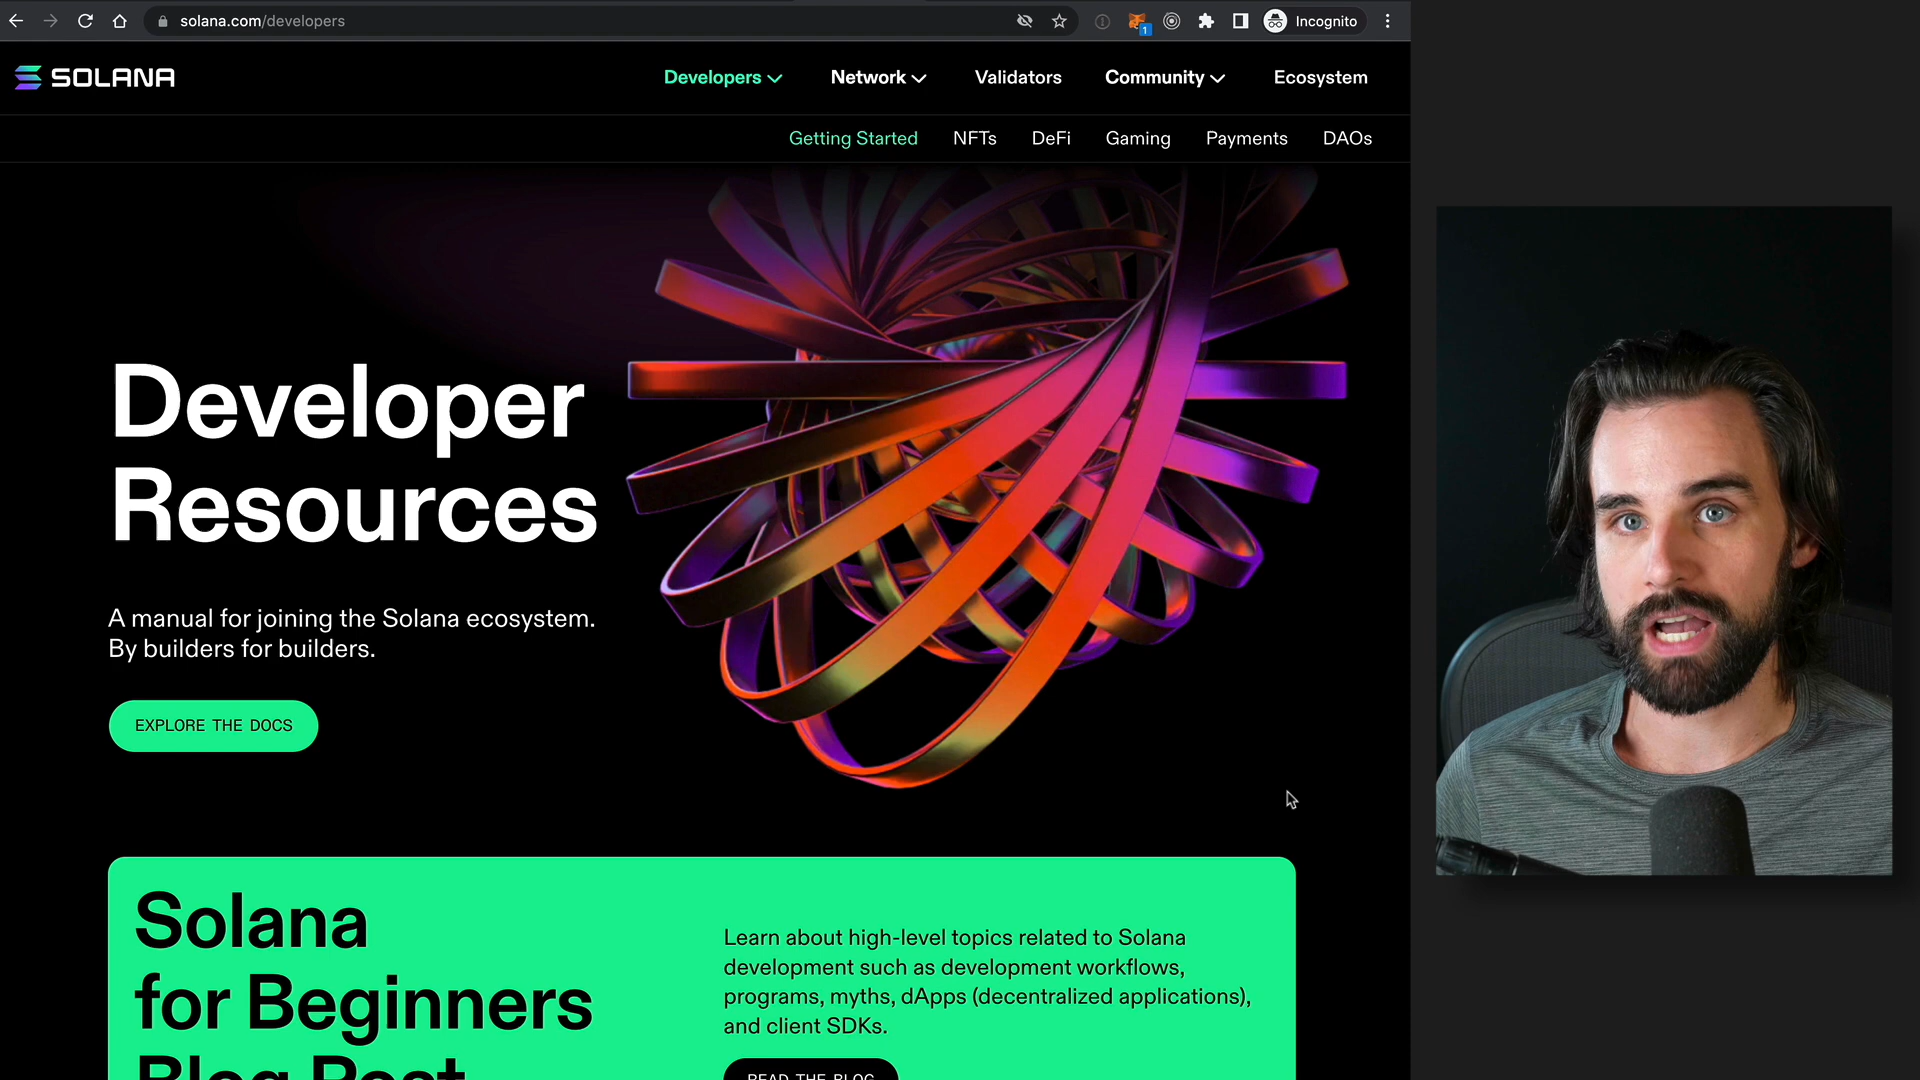 solana.com/developers
1
Incognito
SOLANA
Developers
Network
Validators
Community
Ecosystem
Getting Started
NFTs
DeFi
Gaming
Payments
DAOs
Developer
Resources
A manual for joining the Solana ecosystem.
By builders for builders.
EXPLORE THE DOCS
Solana
for Beginners
Blog Post
Learn about high-level topics related to Solana
development such as development workflows,
programs, myths, dApps (decentralized applications),
and client SDKs.
READ THE BLOG